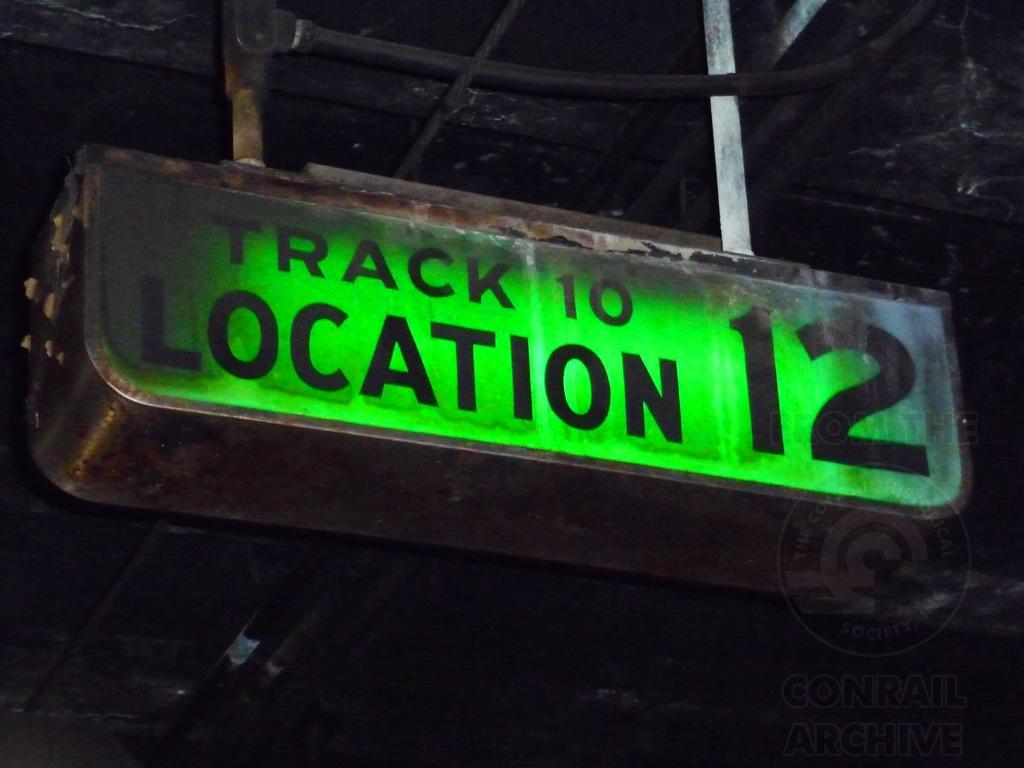 TRACK 10
LOCATION 12
FROM THE
SOCIETY.
CONRAIL
ARCHIVE